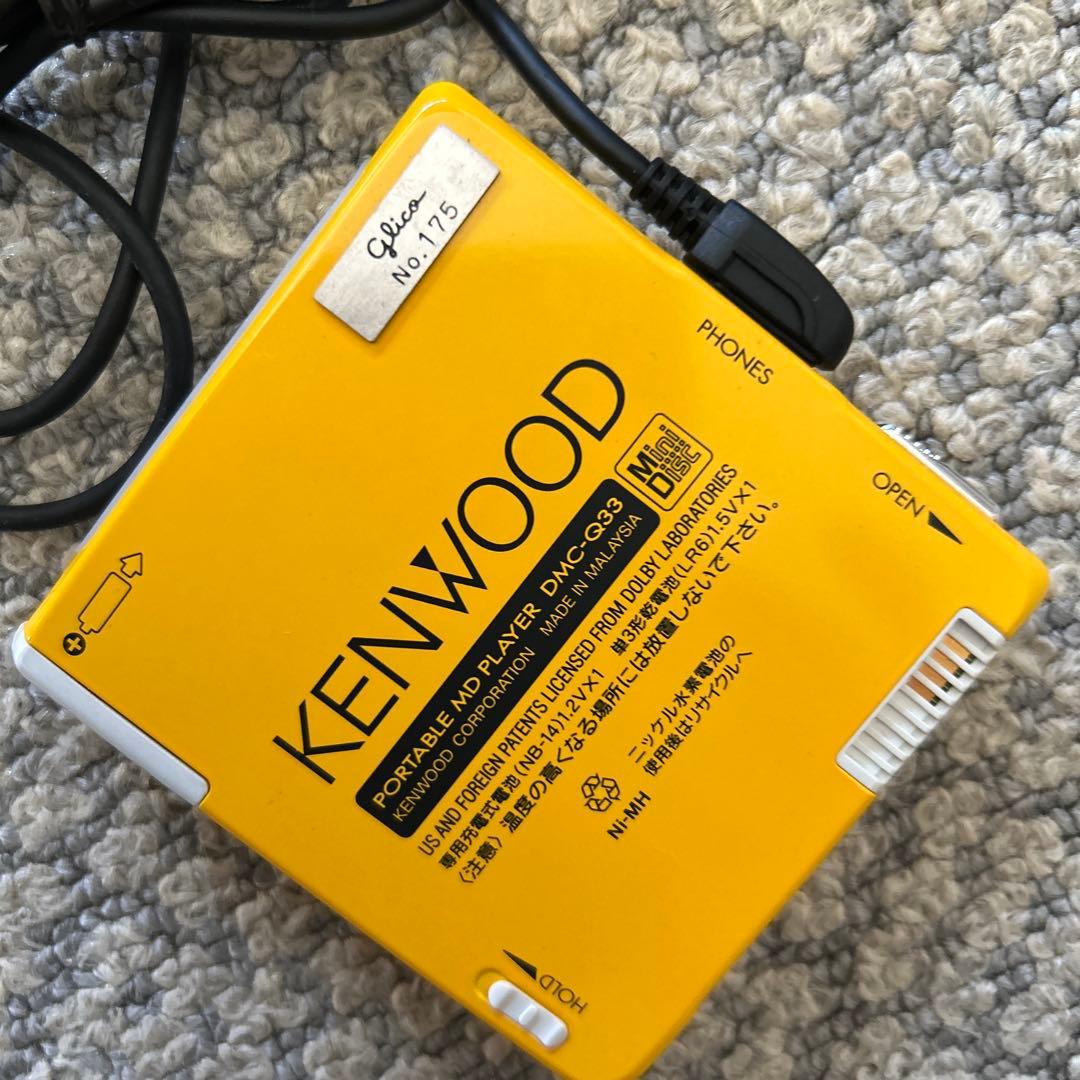 Glico
No.175
PHONES
OPEN
KENWOOD
Mini
Disc
PORTABLE MD PLAYER DMC-Q33
KENWOOD CORPORATION MADE IN MALAYSIA
US AND FOREIGN PATENTS LICENSED FROM DOLBY LABORATORIES
専用充電式電池(NB-14)1.2V×1 単3形乾電池(LR6)1.5V×1
〈注意〉温度の高くなる場所には放置しないで下さい。
ニッケル水素電池の
使用後はリサイクルへ
Ni-MH
HOLD